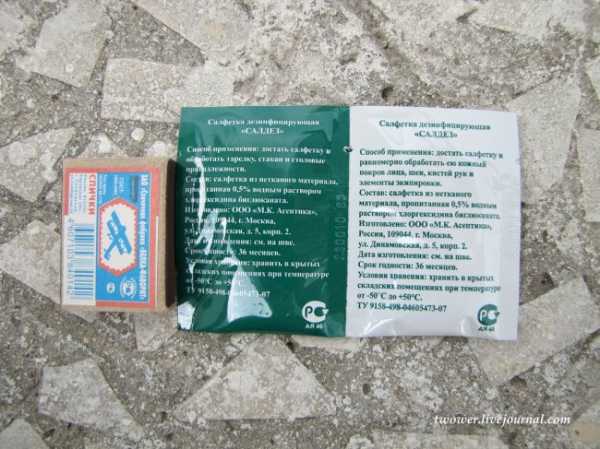 СПИЧКИ
Салфетка дезинфицирующая
«САЛДЕЗ»
Способ применения: достать салфетку и
обработать тарелку, стакан и столовые
принадлежности.
Состав: салфетка из нетканого материала,
пропитанная 0,5% водным раствором
хлоргексидина биглюконата.
Изготовлено: ООО «М.К. Асептика»,
Россия, 109044, г. Москва,
ул. Динамовская, д. 5, корп. 2.
Дата изготовления: см. на шве.
Срок годности: 36 месяцев.
Условия хранения: хранить в крытых
складских помещениях при температуре
от -50°С до +50°С.
ТУ 9158-498-04605473-07
АЯ 46
Салфетка дезинфицирующая
«САЛДЕЗ»
Способ применения: достать салфетку и
равномерно обработать ею кожный
покров лица, шеи, кистей рук и
элементы экипировки.
Состав: салфетка из нетканого
материала, пропитанная 0,5% водным
раствором хлоргексидина биглюконата.
Изготовлено: ООО «М.К. Асептика»,
Россия, 109044, г. Москва,
ул. Динамовская, д. 5, корп. 2.
Дата изготовления: см. на шве.
Срок годности: 36 месяцев.
Условия хранения: хранить в крытых
складских помещениях при температуре
от -50°С до +50°С.
ТУ 9158-498-04605473-07
АЯ 46
twower.livejournal.com